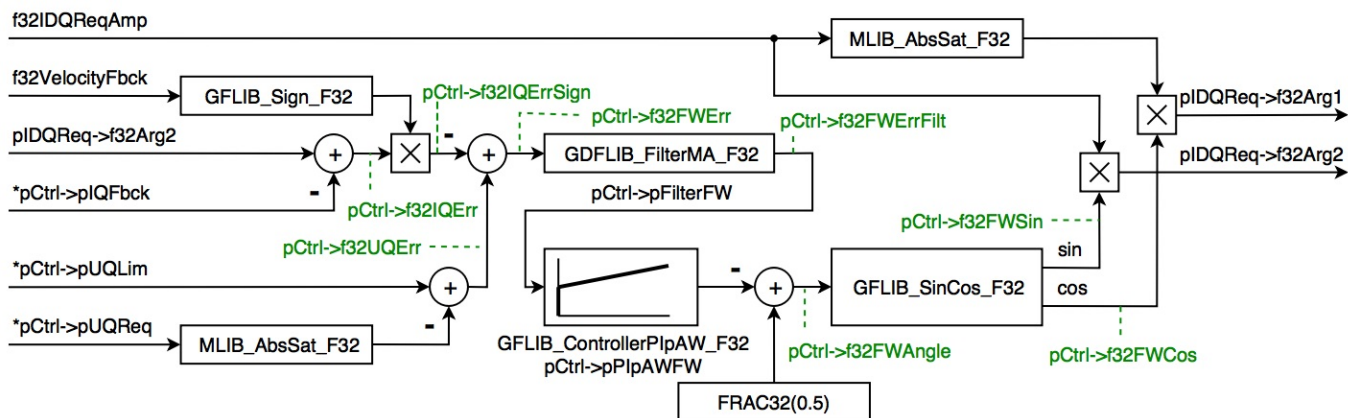 f32IDQReqAmp
MLIB_AbsSat_F32
f32VelocityFbck
GFLIB_Sign_F32
pCtrl->f32IQErrSign
pCtrl->f32FWErr
pCtrl->f32FWErrFilt
pIDQReq->f32Arg1
pIDQReq->f32Arg2
+
×
-
+
GDFLIB_FilterMA_F32
×
×
pIDQReq->f32Arg2
*pCtrl->pIQFbck
-
pCtrl->f32IQErr
pCtrl->pFilterFW
pCtrl->f32UQErr
pCtrl->f32FWSin
sin
*pCtrl->pUQLim
+
-
+
GFLIB_SinCos_F32
cos
*pCtrl->pUQReq
MLIB_AbsSat_F32
-
GFLIB_ControllerPIpAW_F32
pCtrl->pPIpAWFW
pCtrl->f32FWAngle
pCtrl->f32FWCos
FRAC32(0.5)